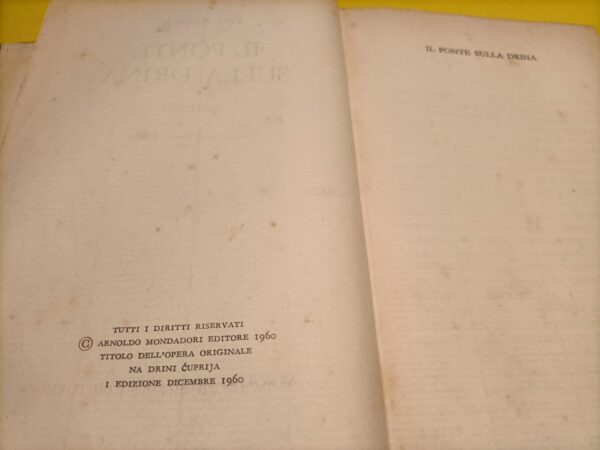 TUTTI I DIRITTI RISERVATI
© ARNOLDO MONDADORI EDITORE 1960
TITOLO DELL'OPERA ORIGINALE
NA DRINI ĆUPRIJA
I EDIZIONE DICEMBRE 1960
IL PONTE SULLA DRINA